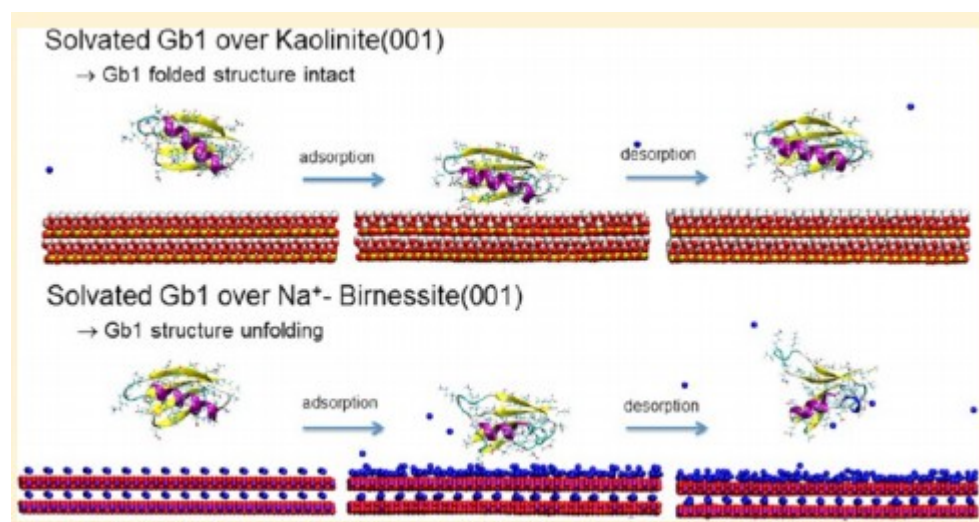 Solvated Gb1 over Kaolinite(001)
→ Gb1 folded structure intact
adsorption
desorption
Solvated Gb1 over Na⁺- Birnessite(001)
→ Gb1 structure unfolding
adsorption
desorption